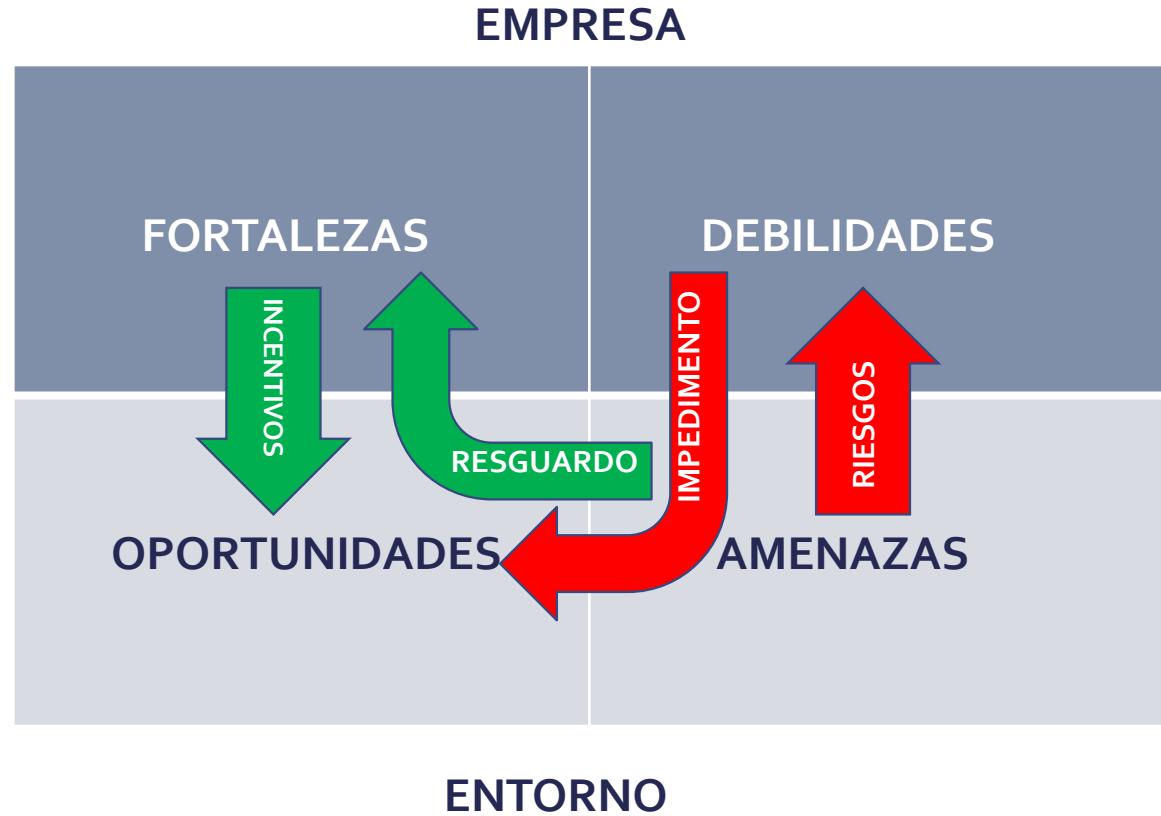 EMPRESA
FORTALEZAS
DEBILIDADES
INCENTIVOS
RESGUARDO
IMPEDIMENTO
RIESGOS
OPORTUNIDADES
AMENAZAS
ENTORNO